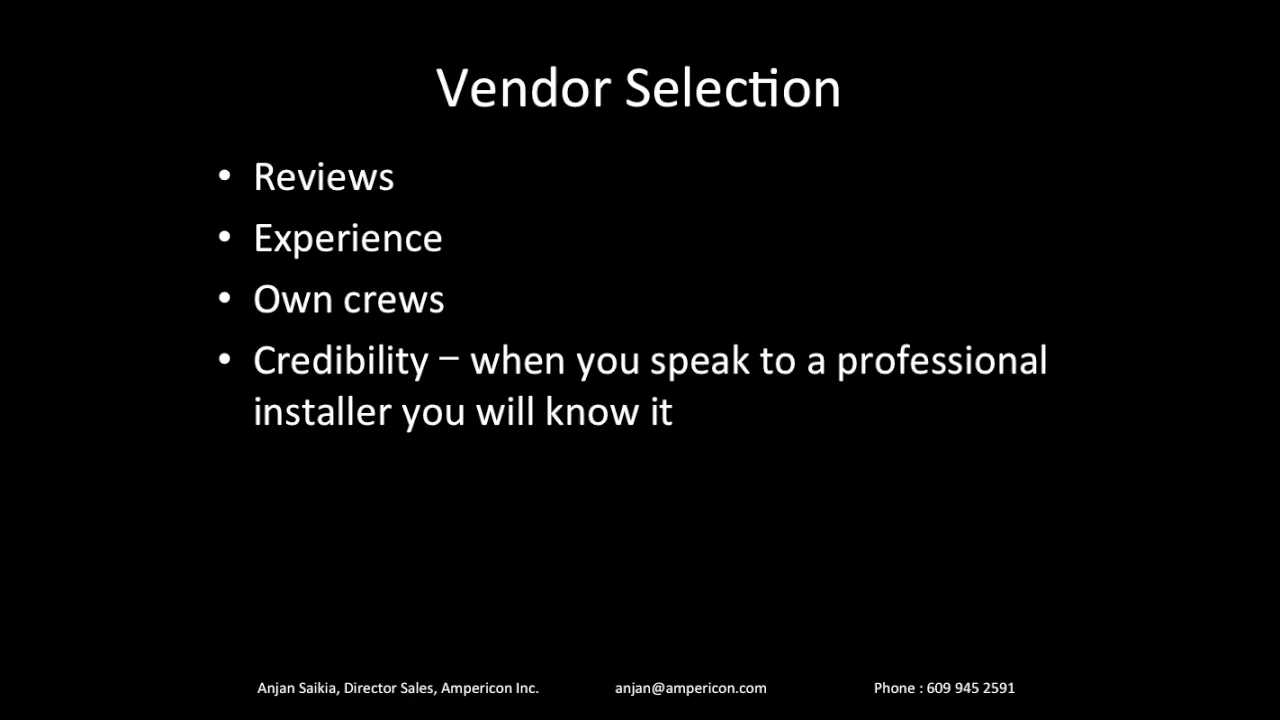 Vendor Selection
• Reviews
• Experience
• Own crews
• Credibility – when you speak to a professional
installer you will know it
Anjan Saikia, Director Sales, Ampericon Inc. anjan@ampericon.com Phone : 609 945 2591